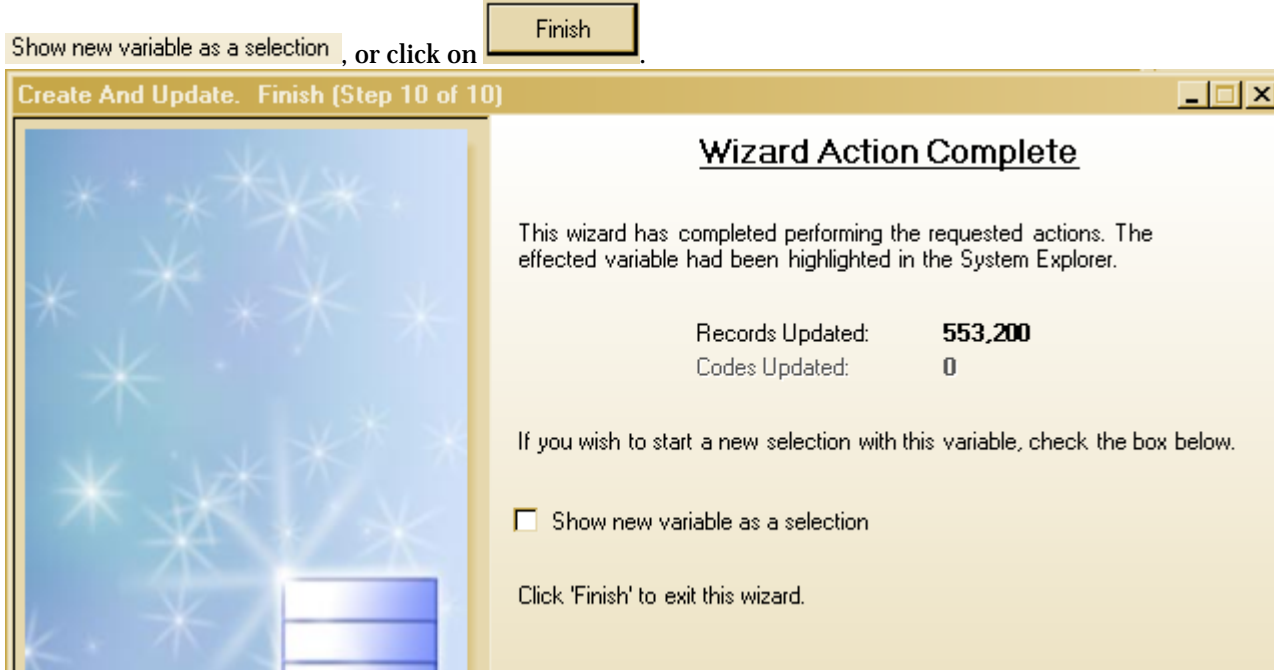 Show new variable as a selection , or click on Finish .
Create And Update. Finish (Step 10 of 10)
Wizard Action Complete
This wizard has completed performing the requested actions. The
effected variable had been highlighted in the System Explorer.
Records Updated: 553,200
Codes Updated: 0
If you wish to start a new selection with this variable, check the box below.
Show new variable as a selection
Click 'Finish' to exit this wizard.